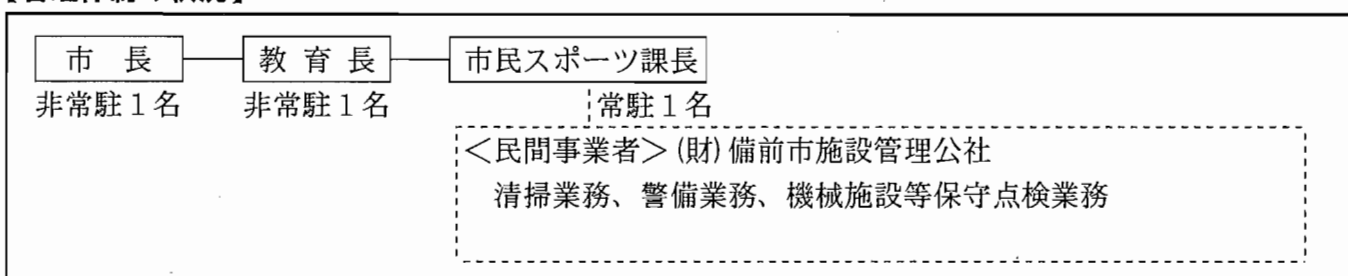 市長 教育長 市民スポーツ課長
非常駐１名 非常駐１名 常駐１名
＜民間事業者＞(財)備前市施設管理公社
清掃業務、警備業務、機械施設等保守点検業務